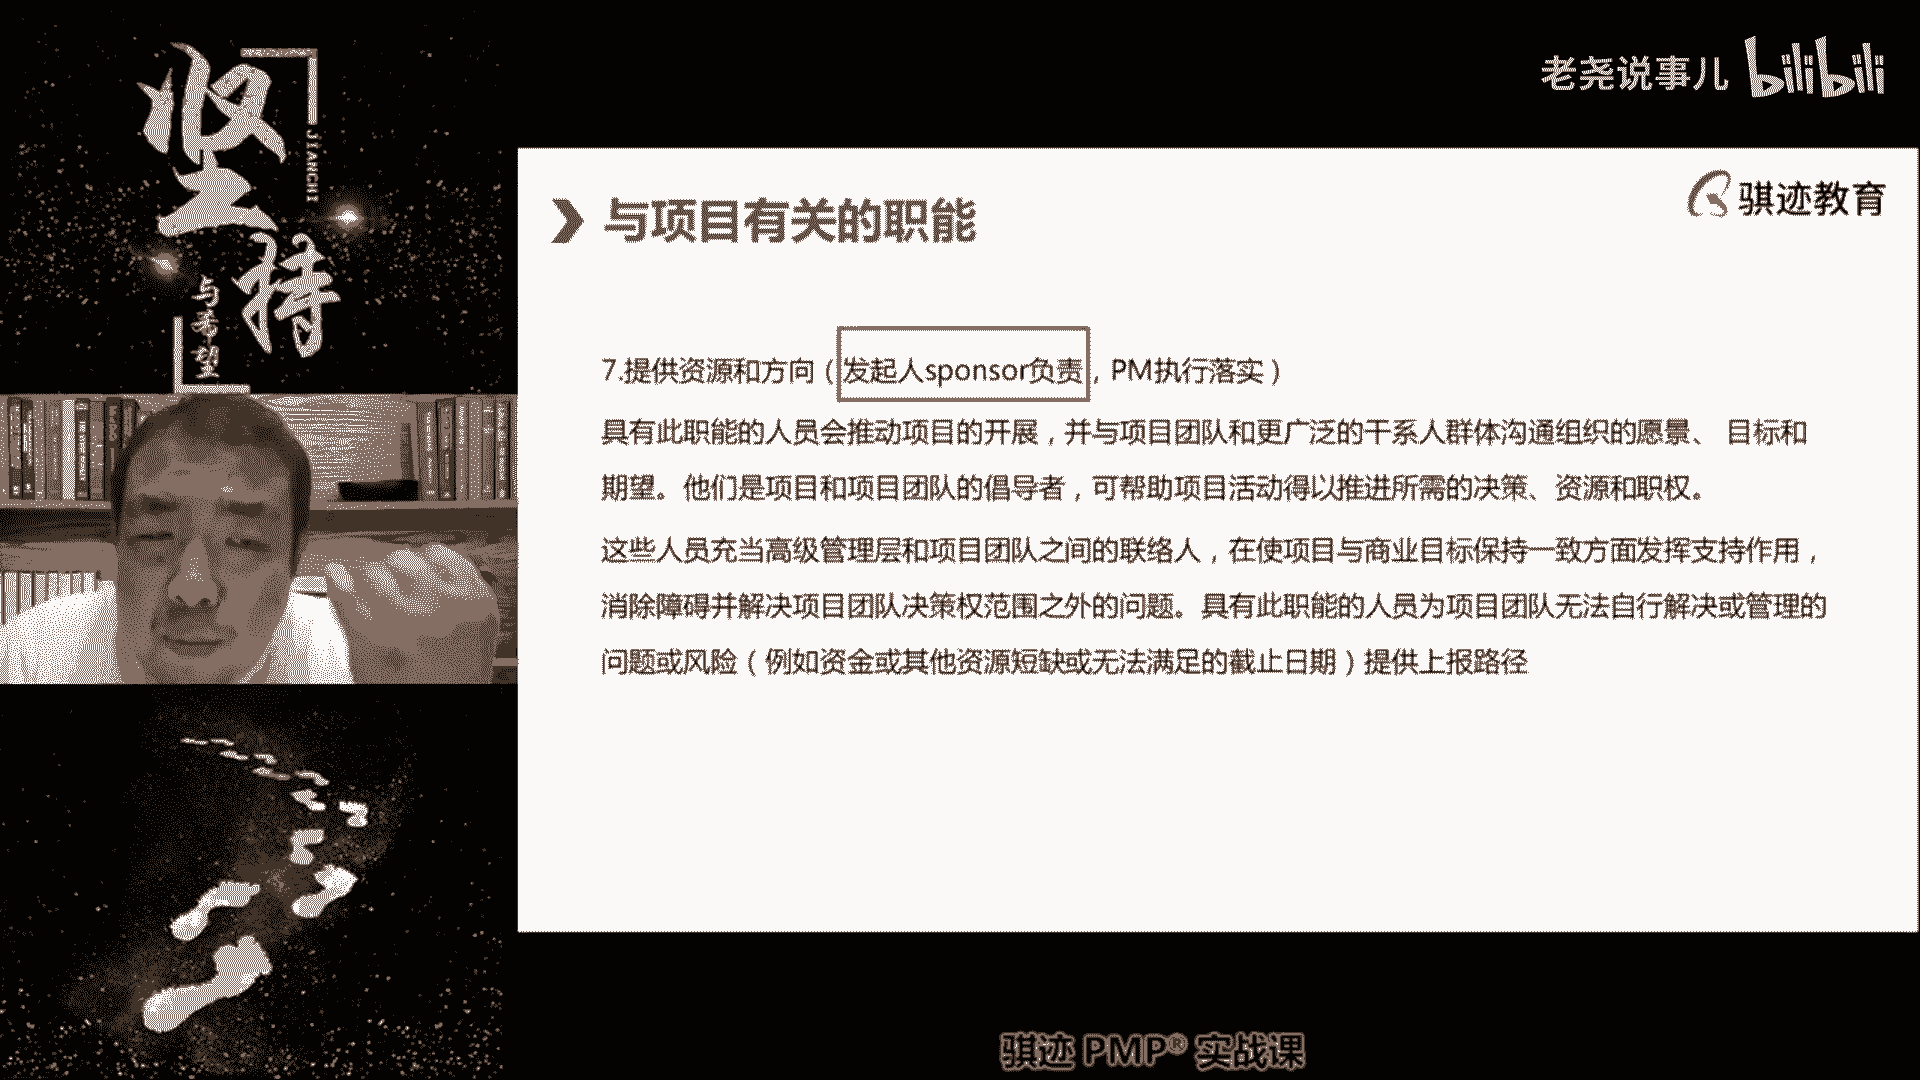 坚持
JIANCHI
与希望
老尧说事儿 bilibili
骐迹教育
与项目有关的职能
7.提供资源和方向（发起人sponsor负责，PM执行落实）
具有此职能的人员会推动项目的开展，并与项目团队和更广泛的干系人群体沟通组织的愿景、 目标和
期望。他们是项目和项目团队的倡导者，可帮助项目活动得以推进所需的决策、资源和职权。
这些人员充当高级管理层和项目团队之间的联络人，在使项目与商业目标保持一致方面发挥支持作用，
消除障碍并解决项目团队决策权范围之外的问题。具有此职能的人员为项目团队无法自行解决或管理的
问题或风险（例如资金或其他资源短缺或无法满足的截止日期）提供上报路径
骐迹 PMP® 实战课